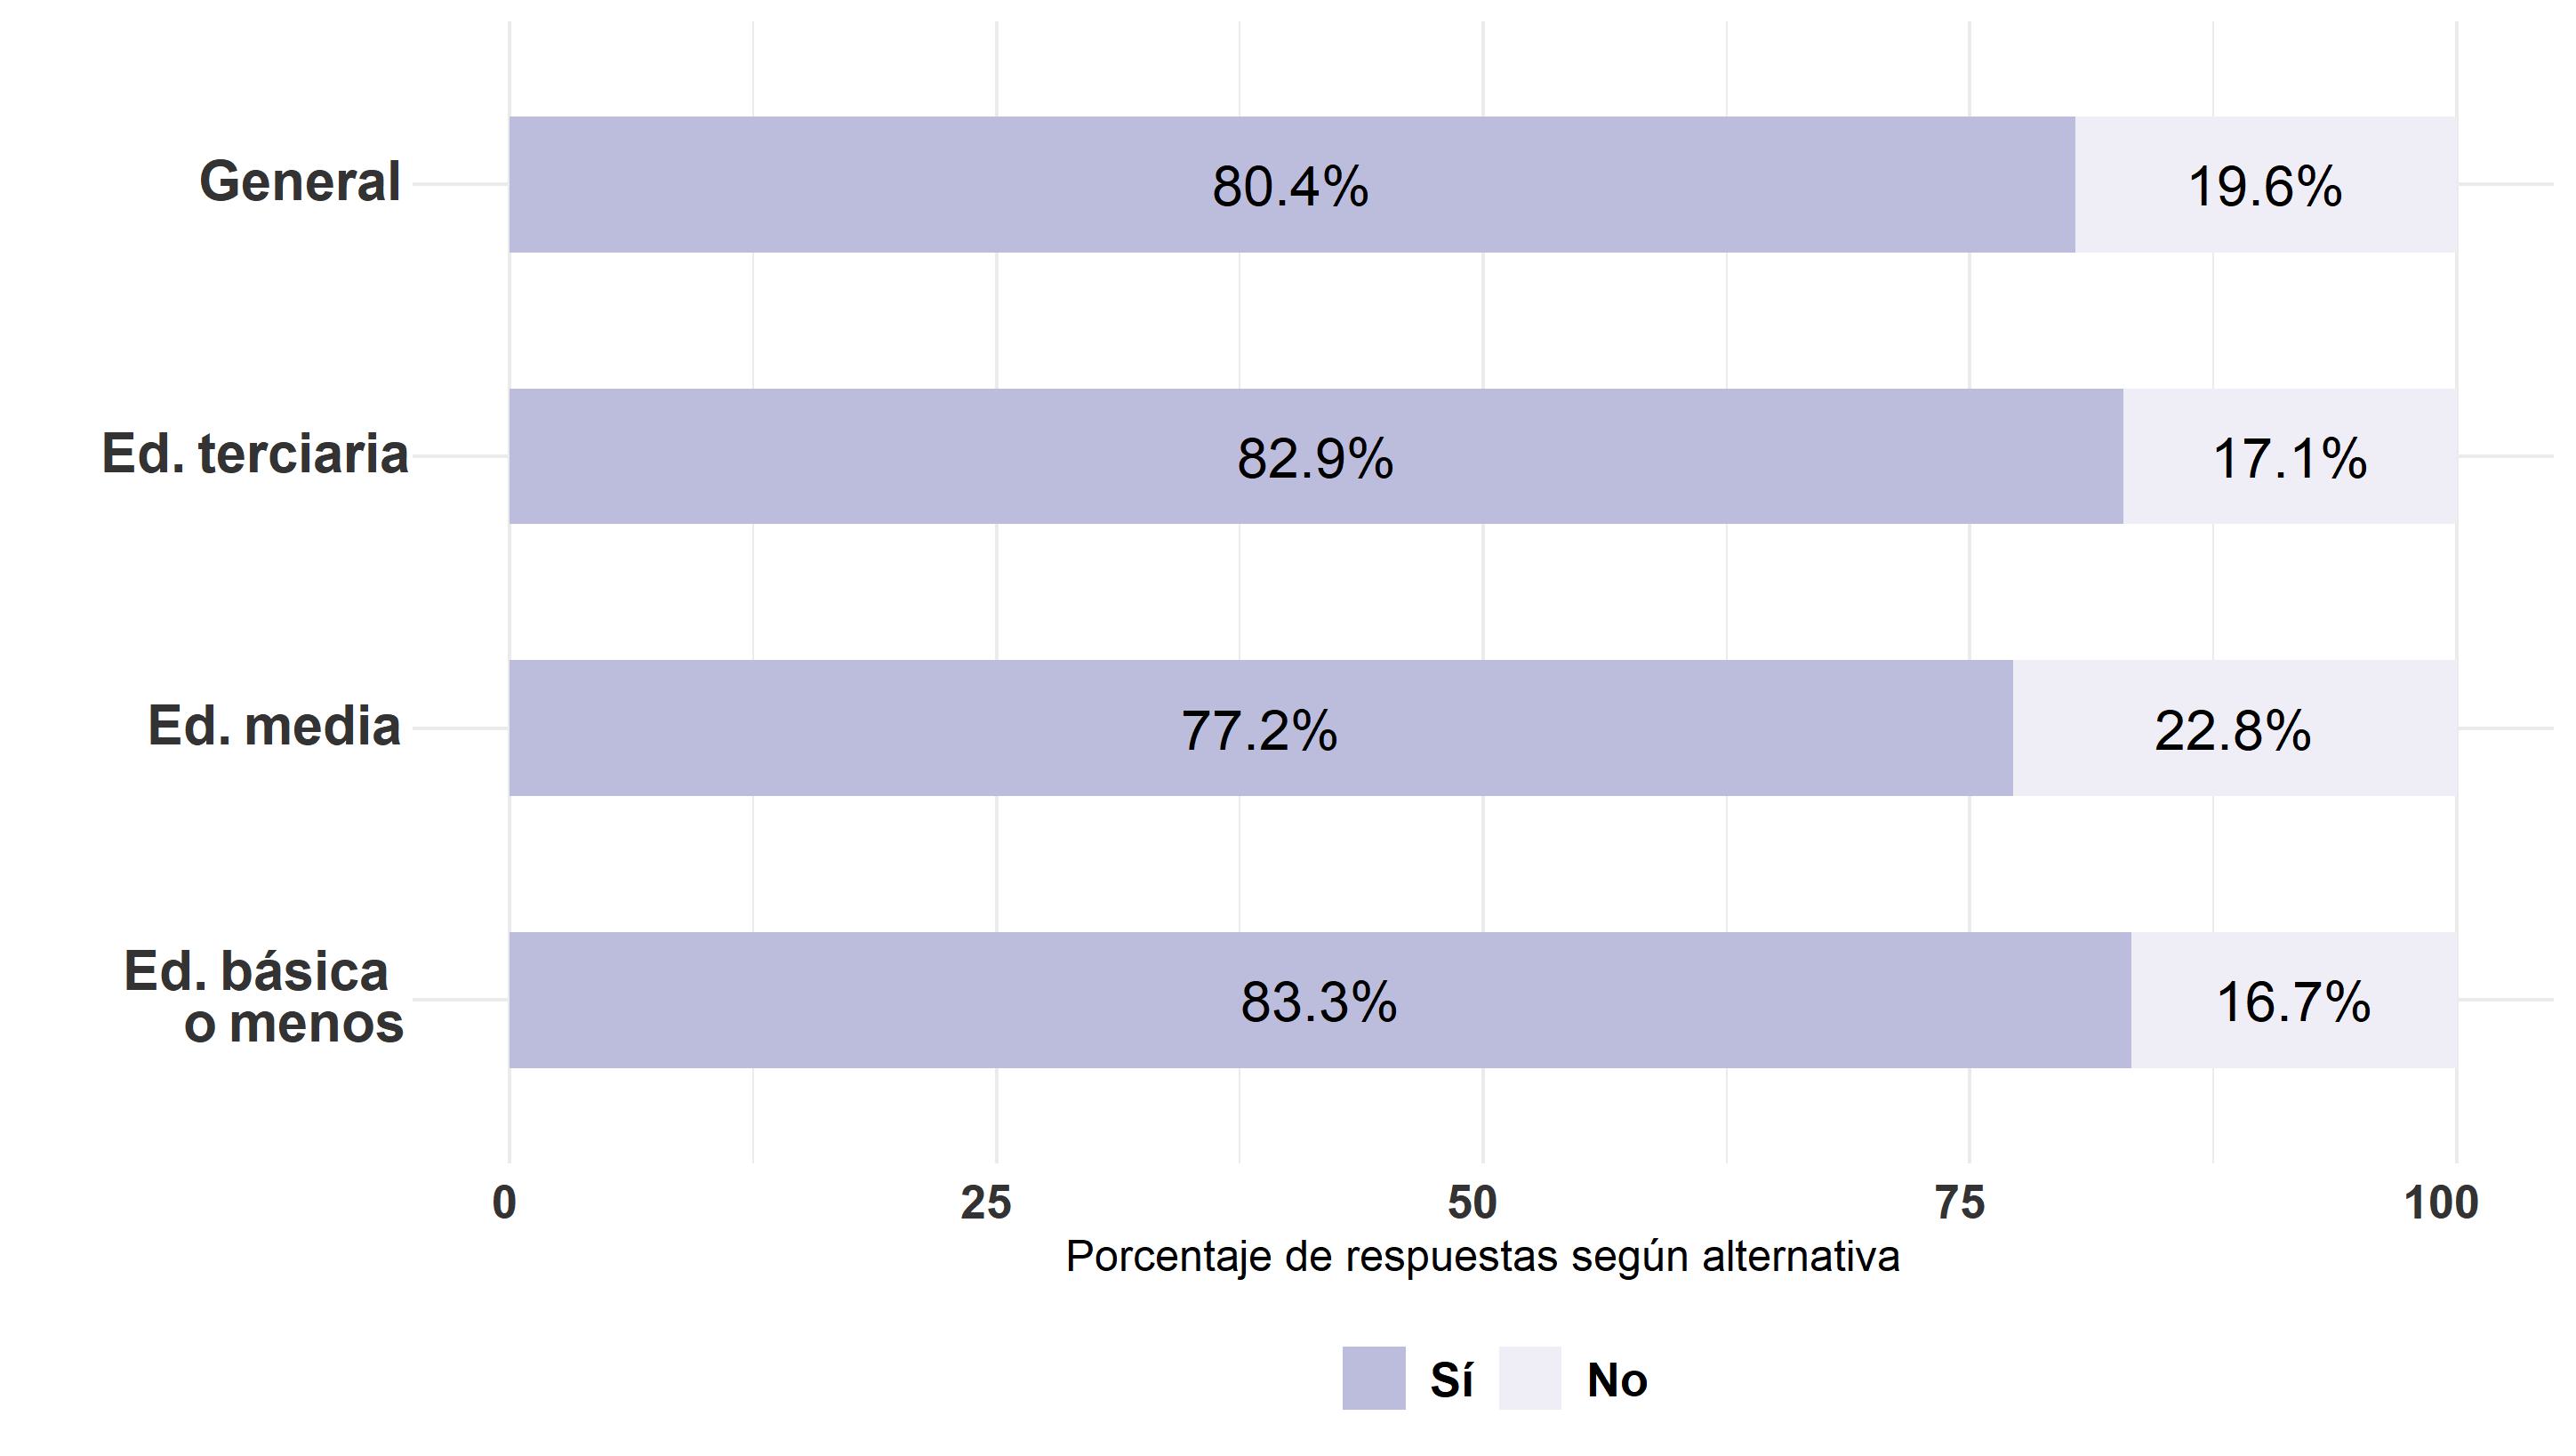 General
80.4%
19.6%
Ed. terciaria
82.9%
17.1%
Ed. media
77.2%
22.8%
Ed. básica
o menos
83.3%
16.7%
0
25
50
75
100
Porcentaje de respuestas según alternativa
Sí
No